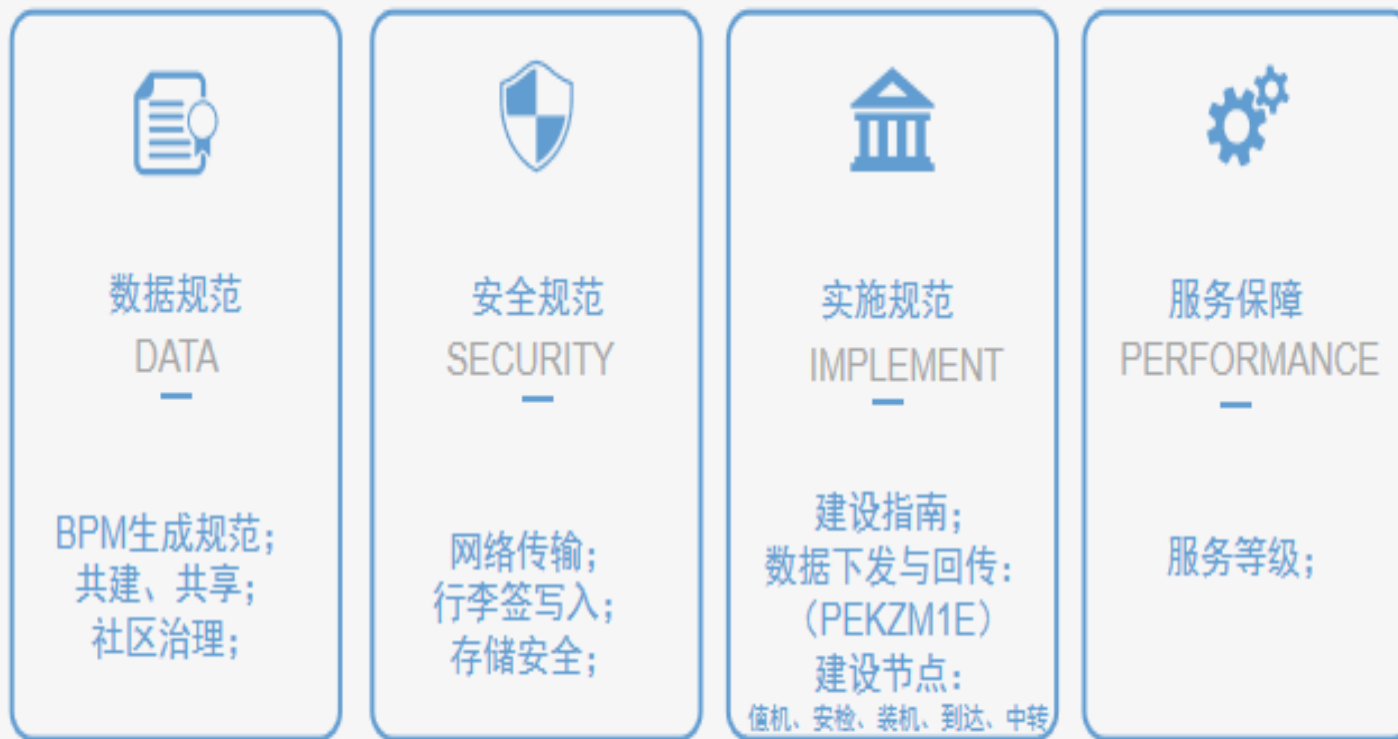 数据规范
DATA
BPM生成规范；
共建、共享；
社区治理；
安全规范
SECURITY
网络传输；
行李签写入；
存储安全；
实施规范
IMPLEMENT
建设指南；
数据下发与回传：
（PEKZM1E）
建设节点：
值机、安检、装机、到达、中转
服务保障
PERFORMANCE
服务等级；